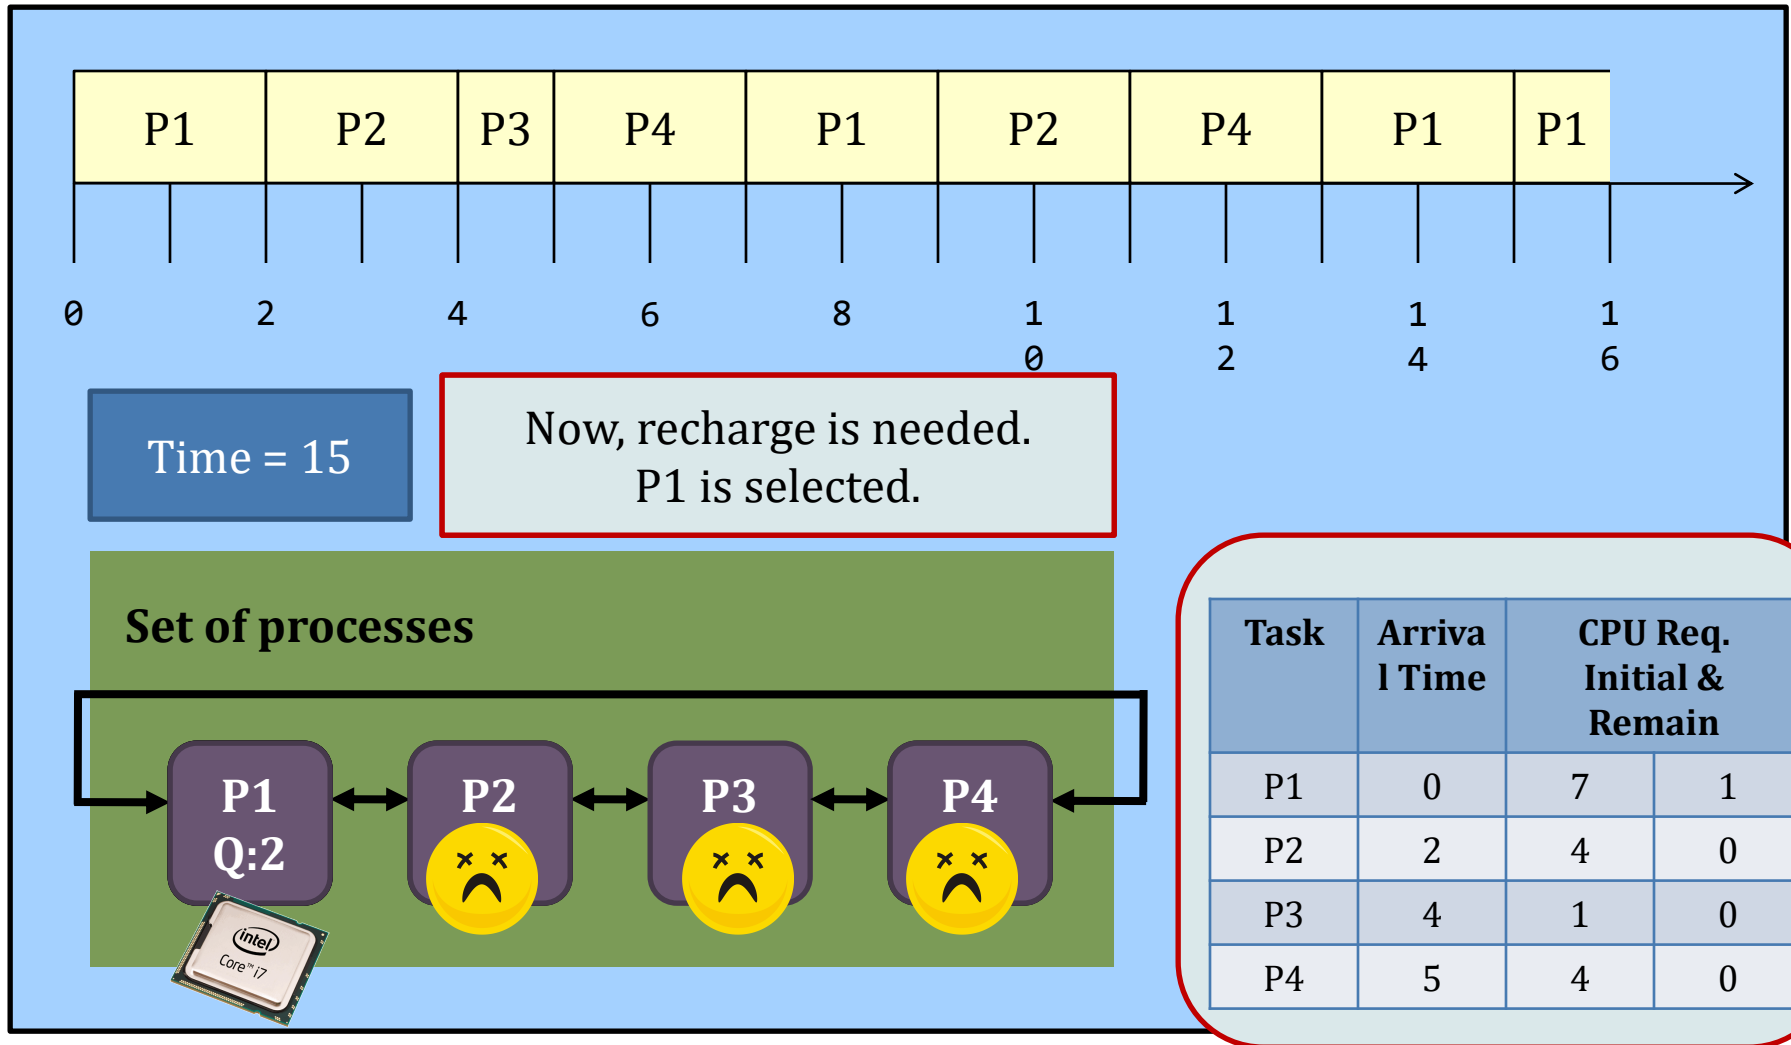 P1 P2 P3 P4 P1 P2 P4 P1 P1
0 2 4 6 8 1 1 1 1
0 2 4 6
Time = 15
Now, recharge is needed.
P1 is selected.
Set of processes
P1 P2 P3 P4
Q:2
intel
Core™ i7
Task Arriva CPU Req.
l Time Initial &
Remain
P1 0 7 1
P2 2 4 0
P3 4 1 0
P4 5 4 0